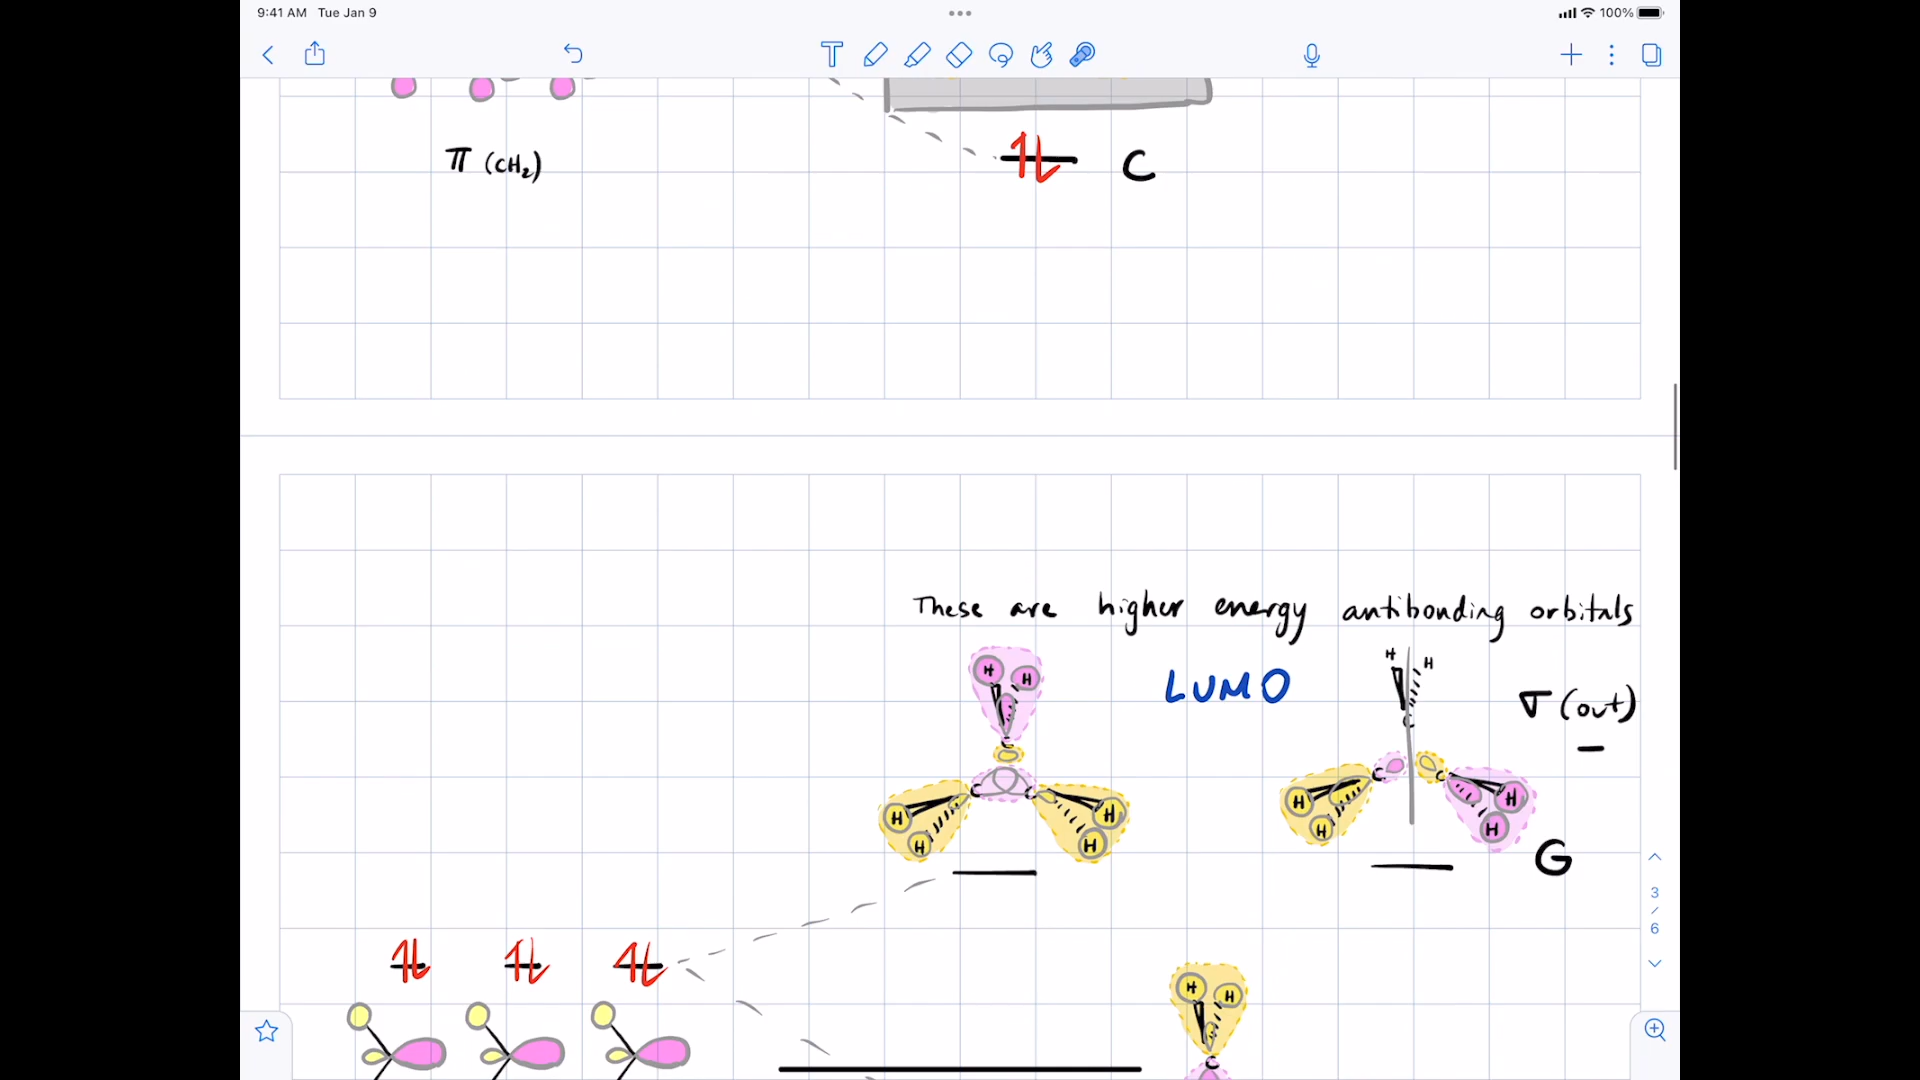 9:41 AM Tue Jan 9
100%
π (CH₂)
C
These are higher energy antibonding orbitals
H H
LUMO
H H
σ (out)
C
C
C C
C C
H H
H H
H H
H H
G
3
/
6
H H
C